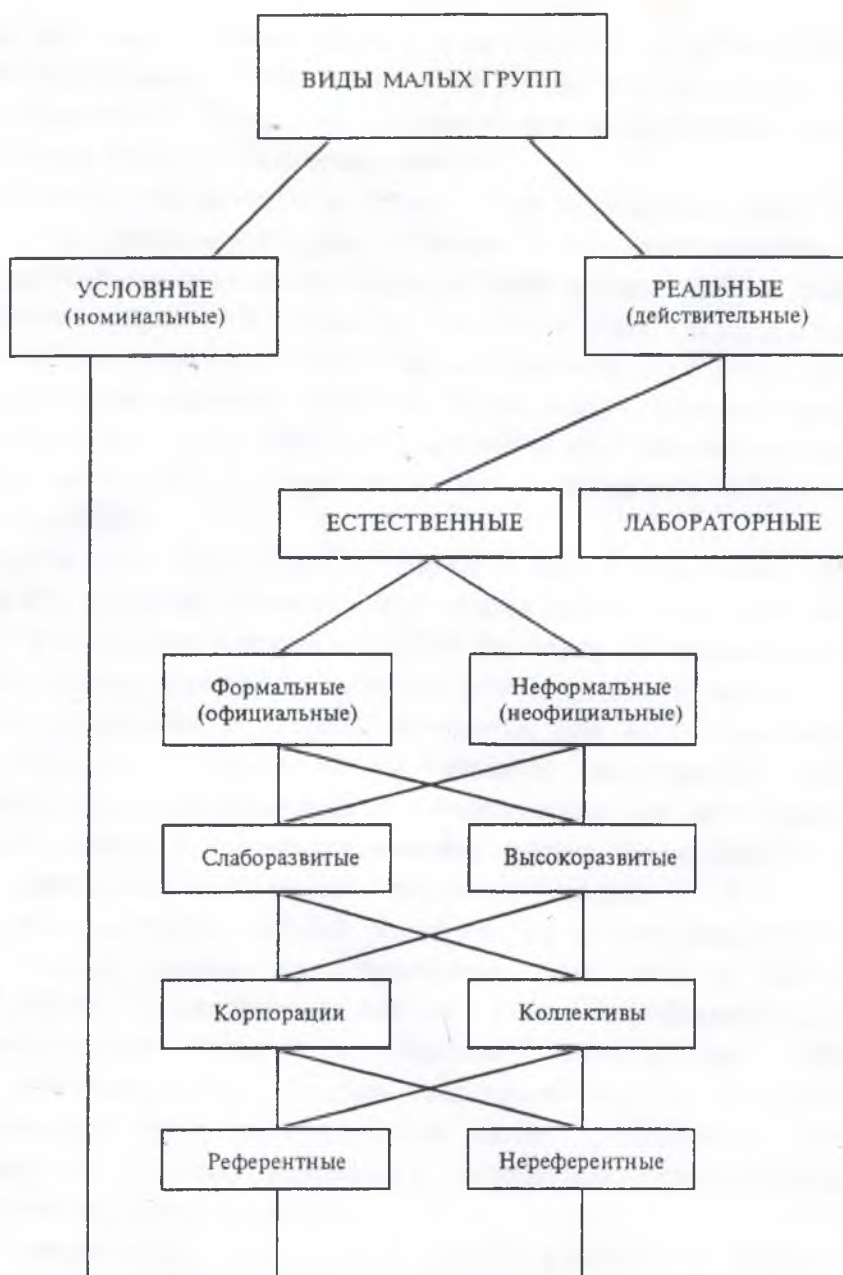 ВИДЫ МАЛЫХ ГРУПП
УСЛОВНЫЕ
(номинальные)
РЕАЛЬНЫЕ
(действительные)
ЕСТЕСТВЕННЫЕ
ЛАБОРАТОРНЫЕ
Формальные
(официальные)
Неформальные
(неофициальные)
Слаборазвитые
Высокоразвитые
Корпорации
Коллективы
Референтные
Нереферентные